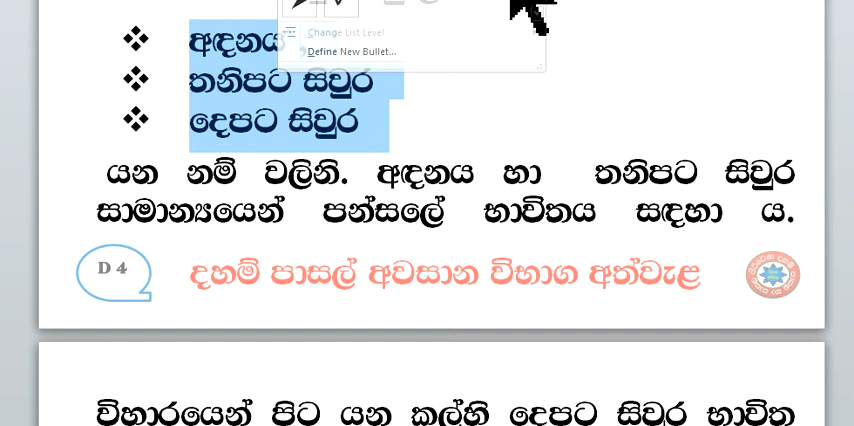 Change List Level
Define New Bullet...
❖ අඳනය
❖ තනිපට සිවුර
❖ දෙපට සිවුර
යන නම් වලිනි. අඳනය හා තනිපට සිවුර
සාමාන්‍යයෙන් පන්සලේ භාවිතය සඳහා ය.
D 4
දහම් පාසල් අවසාන විභාග අත්වැළ
විහාරයෙන් පිට යන කල්හි දෙපට සිවුර භාවිත